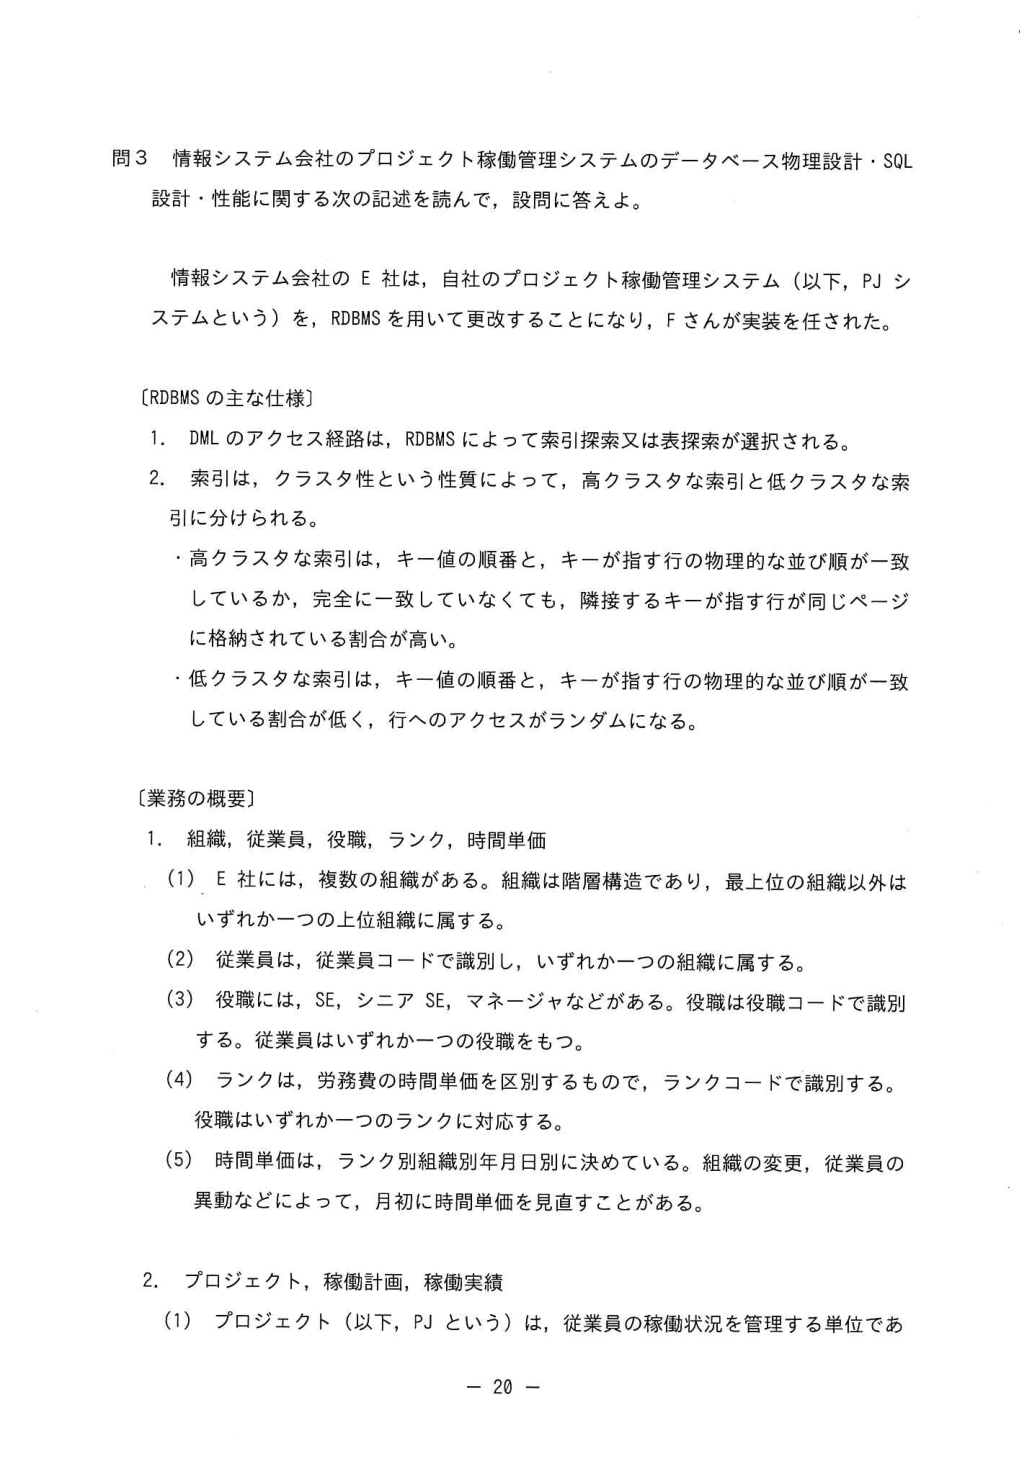 問３　情報システム会社のプロジェクト稼働管理システムのデータベース物理設計・SQL
設計・性能に関する次の記述を読んで，設問に答えよ。
情報システム会社の E 社は，自社のプロジェクト稼働管理システム（以下，PJ シ
ステムという）を，RDBMS を用いて更改することになり，F さんが実装を任された。
〔RDBMS の主な仕様〕
1.　DML のアクセス経路は，RDBMS によって索引探索又は表探索が選択される。
2.　索引は，クラスタ性という性質によって，高クラスタな索引と低クラスタな索
引に分けられる。
・高クラスタな索引は，キー値の順番と，キーが指す行の物理的な並び順が一致
しているか，完全に一致していなくても，隣接するキーが指す行が同じページ
に格納されている割合が高い。
・低クラスタな索引は，キー値の順番と，キーが指す行の物理的な並び順が一致
している割合が低く，行へのアクセスがランダムになる。
〔業務の概要〕
1.　組織，従業員，役職，ランク，時間単価
(1)　E 社には，複数の組織がある。組織は階層構造であり，最上位の組織以外は
いずれか一つの上位組織に属する。
(2)　従業員は，従業員コードで識別し，いずれか一つの組織に属する。
(3)　役職には，SE，シニア SE，マネージャなどがある。役職は役職コードで識別
する。従業員はいずれか一つの役職をもつ。
(4)　ランクは，労務費の時間単価を区別するもので，ランクコードで識別する。
役職はいずれか一つのランクに対応する。
(5)　時間単価は，ランク別組織別年月日別に決めている。組織の変更，従業員の
異動などによって，月初に時間単価を見直すことがある。
2.　プロジェクト，稼働計画，稼働実績
(1)　プロジェクト（以下，PJ という）は，従業員の稼働状況を管理する単位であ
― 20 ―